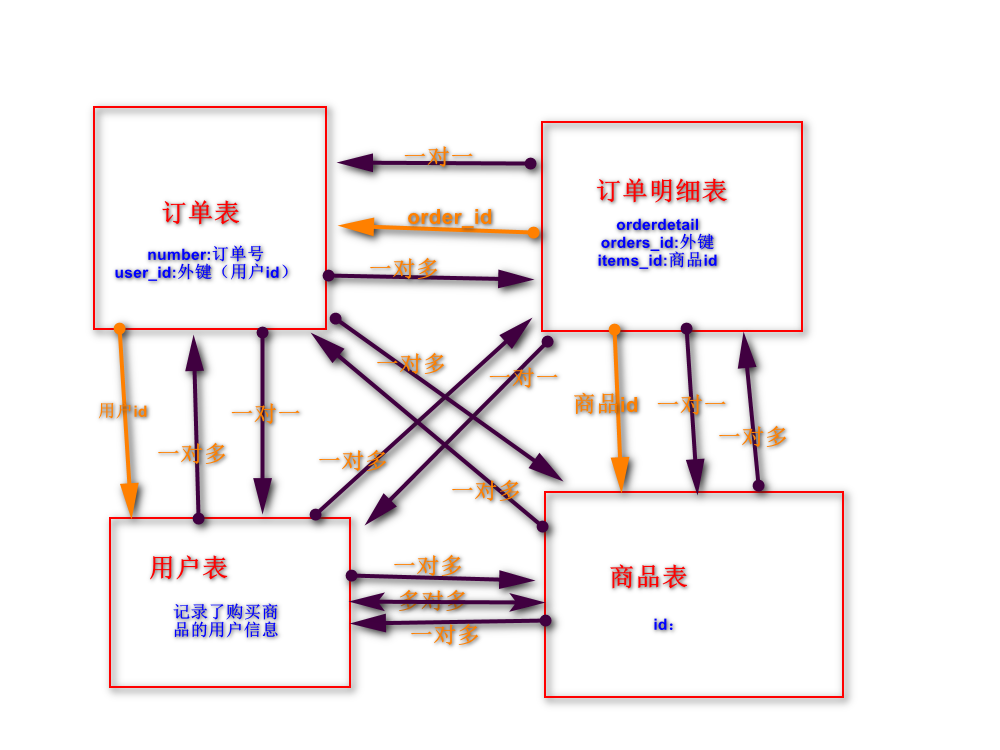 一对一
订单明细表
订单表
order_id
orderdetail
orders_id:外键
items_id:商品id
number:订单号
user_id:外键（用户id）
一对多
一对多
一对一
用户id
一对一
商品id
一对一
一对多
一对多
一对多
一对多
用户表
一对多
商品表
记录了购买商
品的用户信息
多对多
一对多
id：